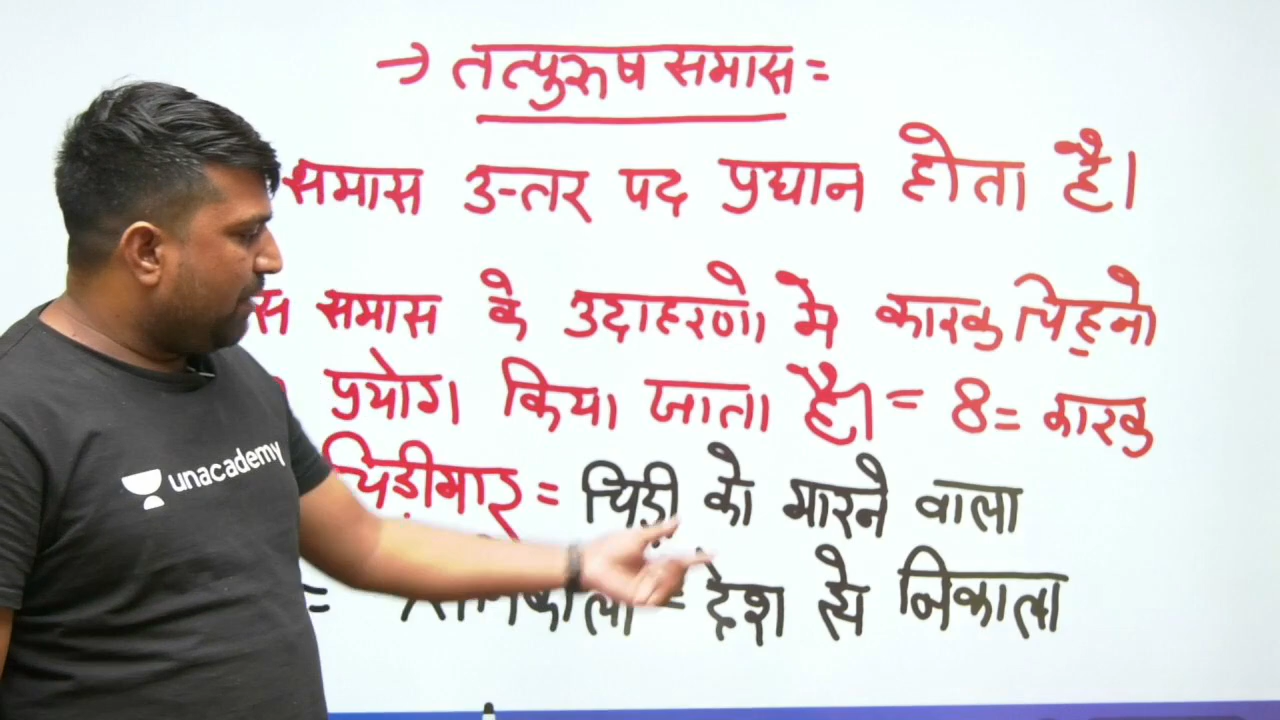 → तत्पुरुष समास =
समास उत्तर पद प्रधान होता है।
समास के उदाहरणो मे कारक चिह्नो
प्रयोग किया जाता है। = 8 = कारक
चिड़ीमार = चिड़ी को मारने वाला
= देश से निकाला
unacademy